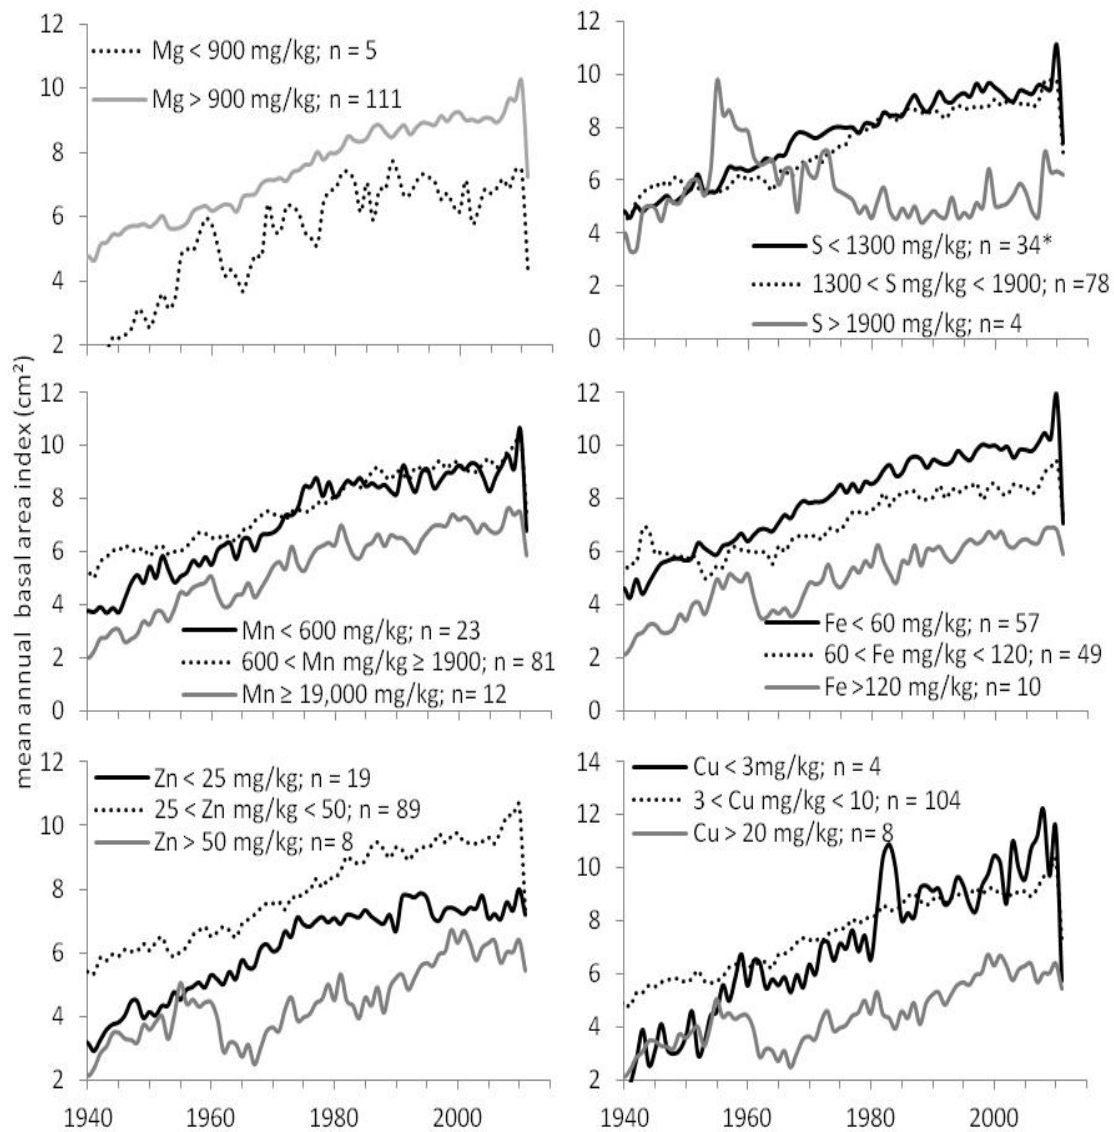 12
10
8
6
4
2
Mg < 900 mg/kg; n = 5
Mg > 900 mg/kg; n = 111
12
10
8
6
4
2
0
S < 1300 mg/kg; n = 34*
1300 < S mg/kg < 1900; n =78
S > 1900 mg/kg; n= 4
mean annual basal area index (cm²)
12
10
8
6
4
2
0
Mn < 600 mg/kg; n = 23
600 < Mn mg/kg ≥ 1900; n = 81
Mn ≥ 19,000 mg/kg; n= 12
12
10
8
6
4
2
0
Fe < 60 mg/kg; n = 57
60 < Fe mg/kg < 120; n = 49
Fe >120 mg/kg; n= 10
12
10
8
6
4
2
Zn < 25 mg/kg; n = 19
25 < Zn mg/kg < 50; n = 89
Zn > 50 mg/kg; n= 8
1940 1960 1980 2000
14
12
10
8
6
4
2
Cu < 3mg/kg; n = 4
3 < Cu mg/kg < 10; n = 104
Cu > 20 mg/kg; n= 8
1940 1960 1980 2000